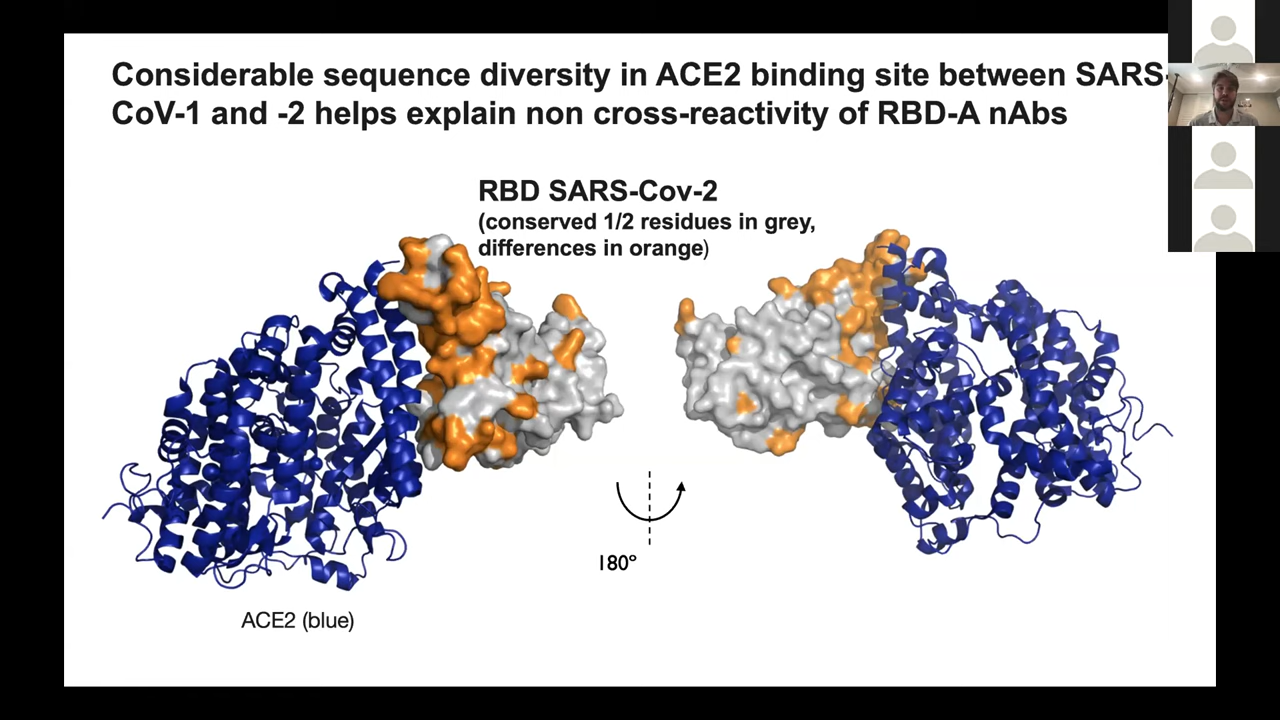 Considerable sequence diversity in ACE2 binding site between SARS-
CoV-1 and -2 helps explain non cross-reactivity of RBD-A nAbs
RBD SARS-Cov-2
(conserved 1/2 residues in grey,
differences in orange)
180º
ACE2 (blue)